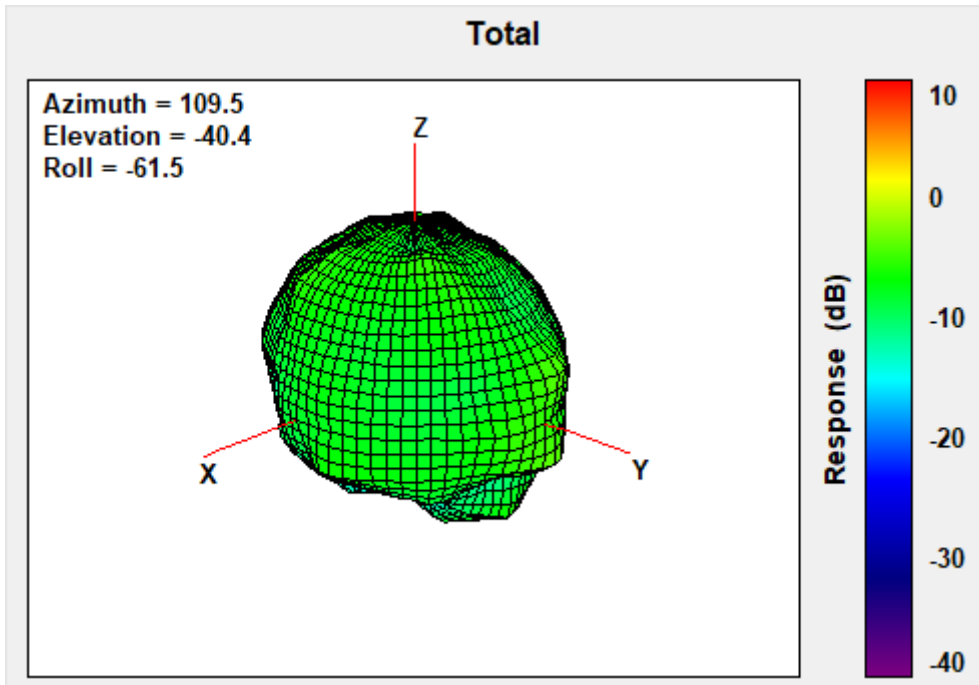 Total
Azimuth = 109.5
Elevation = -40.4
Roll = -61.5
Z
X
Y
Response (dB)
10
0
-10
-20
-30
-40